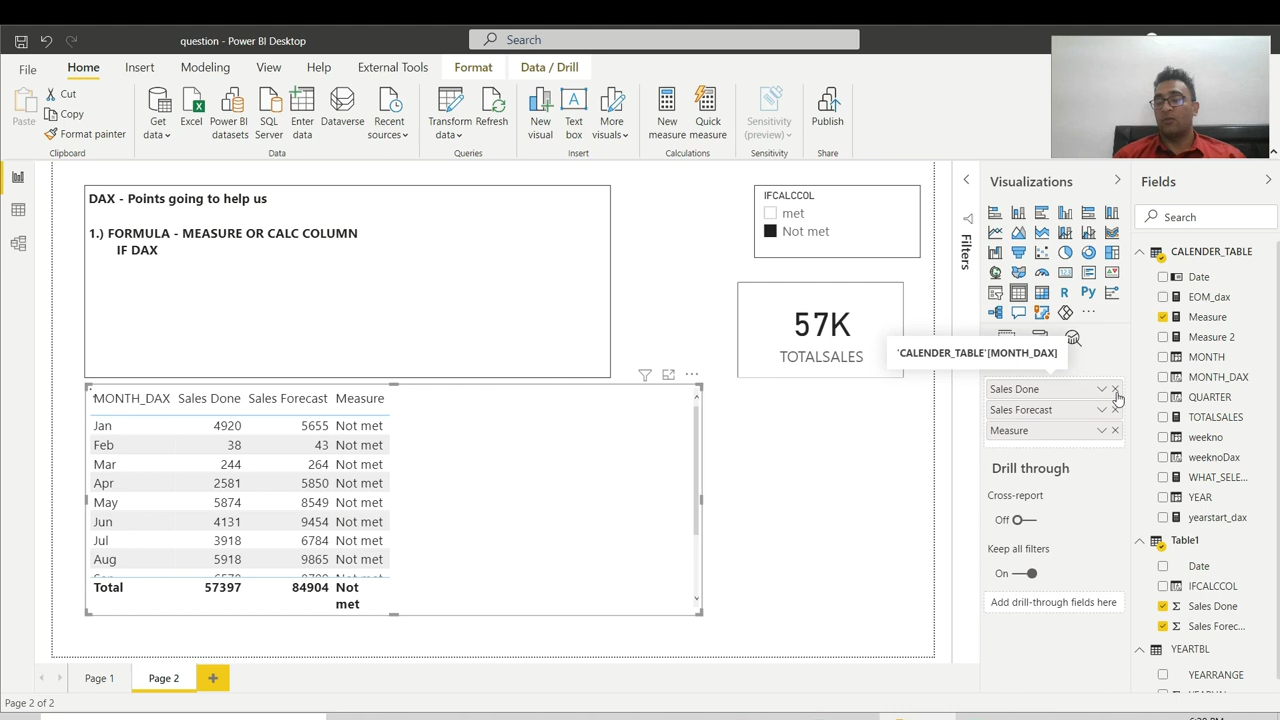 question - Power BI Desktop
Search
File
Home
Insert
Modeling
View
Help
External Tools
Format
Data / Drill
Paste
Cut
Copy
Format painter
Clipboard
Get data
Excel
Power BI datasets
SQL Server
Enter data
Dataverse
Recent sources
Data
Transform data
Refresh
Queries
New visual
Text box
More visuals
Insert
New measure
Quick measure
Calculations
Sensitivity (preview)
Sensitivity
Publish
Share
DAX - Points going to help us
1.) FORMULA - MEASURE OR CALC COLUMN
IF DAX
IFCALCCOL
met
Not met
57K
TOTALSALES
'CALENDER_TABLE'[MONTH_DAX]
MONTH_DAX Sales Done Sales Forecast Measure
Jan 4920 5655 Not met
Feb 38 43 Not met
Mar 244 264 Not met
Apr 2581 5850 Not met
May 5874 8549 Not met
Jun 4131 9454 Not met
Jul 3918 6784 Not met
Aug 5918 9865 Not met
Total 57397 84904 Not met
Filters
Visualizations
R
Py
Sales Done
Sales Forecast
Measure
Drill through
Cross-report
Off
Keep all filters
On
Add drill-through fields here
Fields
Search
CALENDER_TABLE
Date
EOM_dax
Measure
Measure 2
MONTH
MONTH_DAX
QUARTER
TOTALSALES
weekno
weeknoDax
WHAT_SELE...
YEAR
yearstart_dax
Table1
Date
IFCALCCOL
Sales Done
Sales Forec...
YEARTBL
YEARRANGE
Page 1
Page 2
Page 2 of 2